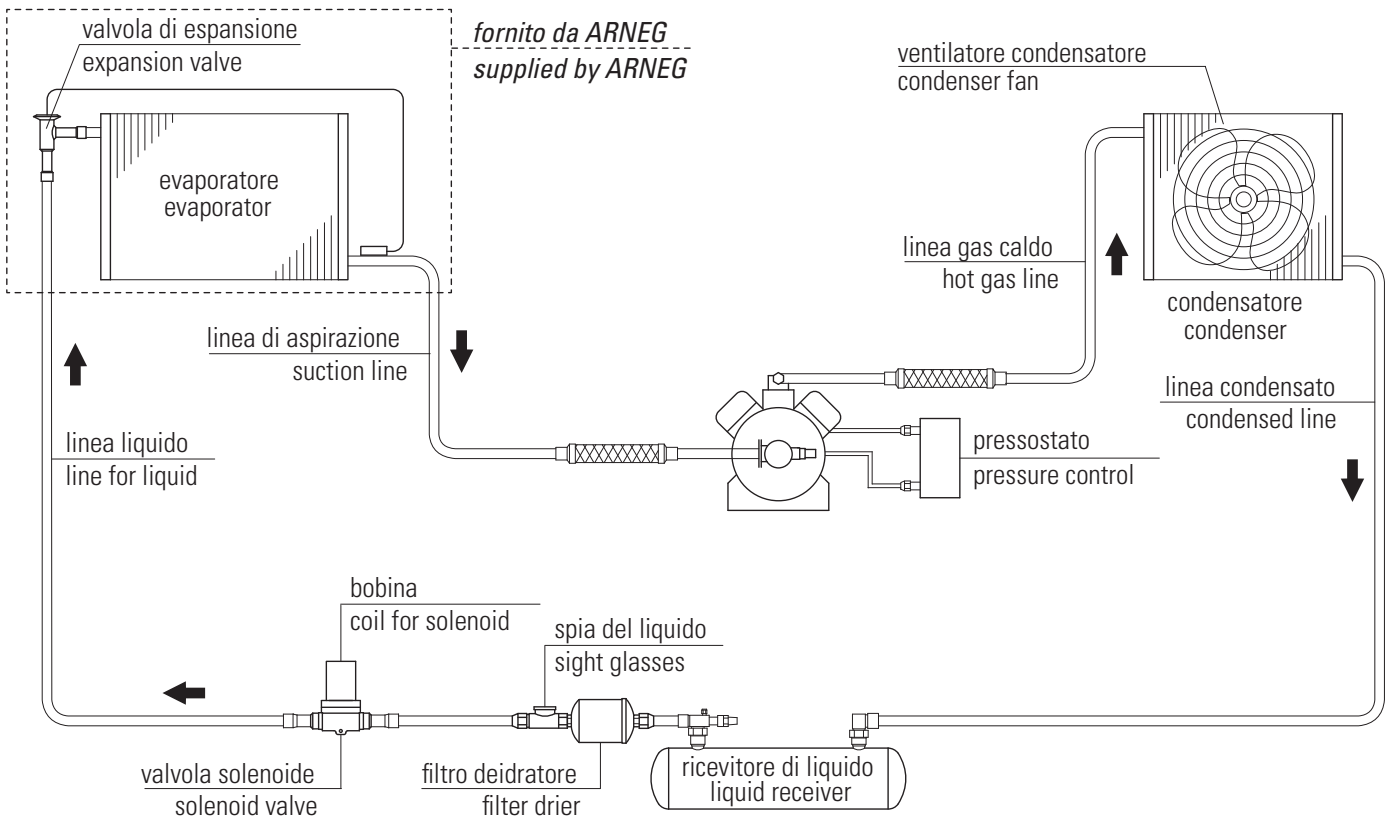 valvola di espansione
expansion valve
fornito da ARNEG
supplied by ARNEG
ventilatore condensatore
condenser fan
evaporatore
evaporator
linea gas caldo
hot gas line
condensatore
condenser
linea di aspirazione
suction line
linea condensato
condensed line
linea liquido
line for liquid
pressostato
pressure control
bobina
coil for solenoid
spia del liquido
sight glasses
valvola solenoide
solenoid valve
filtro deidratore
filter drier
ricevitore di liquido
liquid receiver